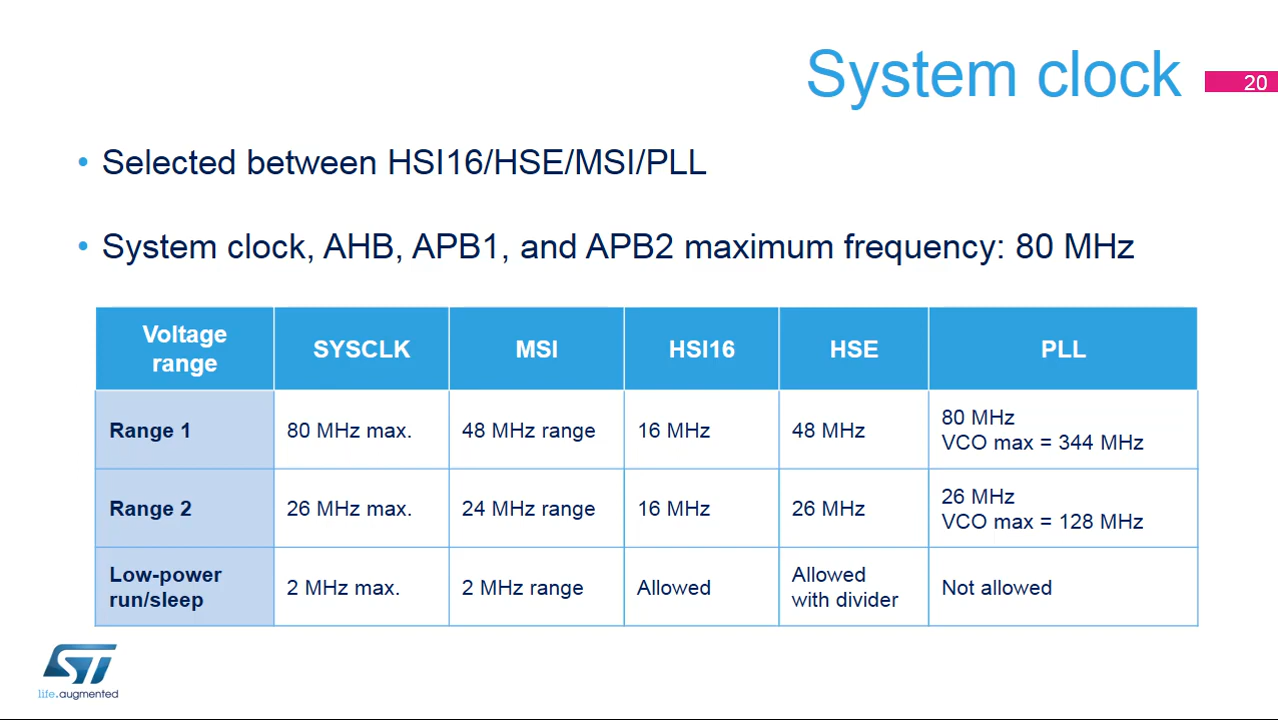 System clock
20
• Selected between HSI16/HSE/MSI/PLL
• System clock, AHB, APB1, and APB2 maximum frequency: 80 MHz
Voltage
range
SYSCLK
MSI
HSI16
HSE
PLL
Range 1
80 MHz max.
48 MHz range
16 MHz
48 MHz
80 MHz
VCO max = 344 MHz
Range 2
26 MHz max.
24 MHz range
16 MHz
26 MHz
26 MHz
VCO max = 128 MHz
Low-power
run/sleep
2 MHz max.
2 MHz range
Allowed
Allowed
with divider
Not allowed
ST
life.augmented